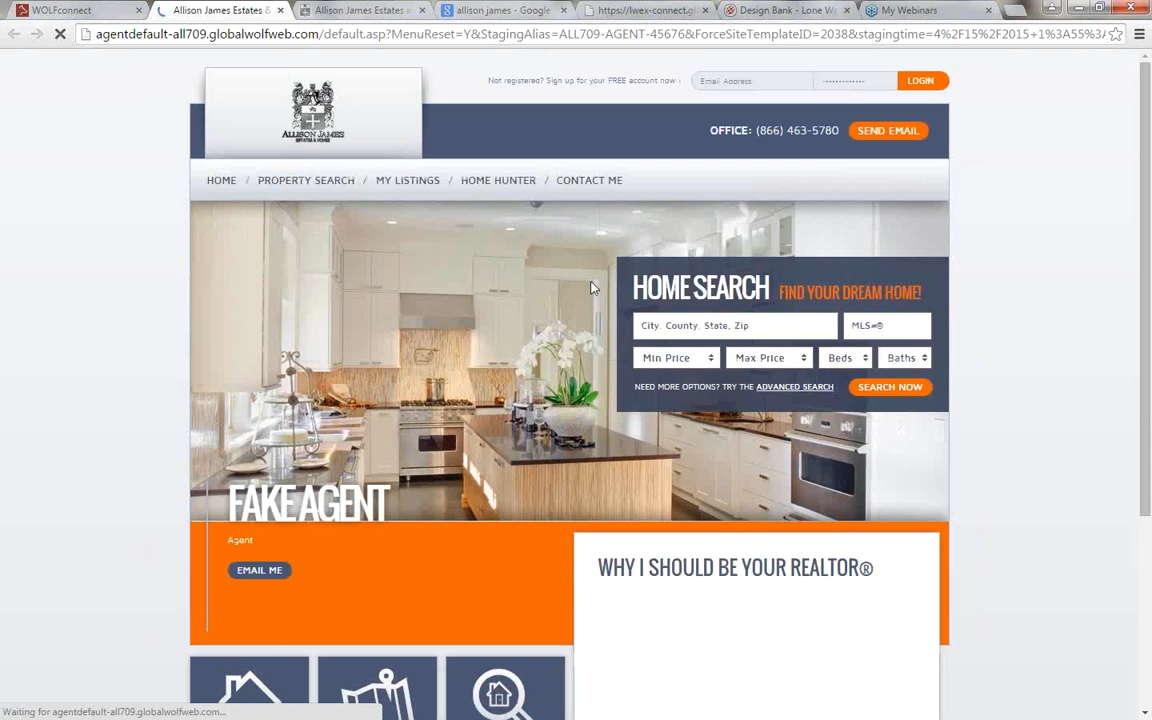 WOLFconnect
Allison James Estates &
Allison James Estates a
allison james - Google
https://lwex-connect.gl
Design Bank - Lone W
My Webinars
agentdefault-all709.globalwolfweb.com/default.asp?MenuReset=Y&StagingAlias=ALL709-AGENT-45676&ForceSiteTemplateID=2038&stagingtime=4%2F15%2F2015+1%3A55%3A
Not registered? Sign up for your FREE account now ›
Email Address
LOGIN
ALLISON JAMES
ESTATES & HOMES
OFFICE: (866) 463-5780
SEND EMAIL
HOME / PROPERTY SEARCH / MY LISTINGS / HOME HUNTER / CONTACT ME
HOME SEARCH FIND YOUR DREAM HOME!
City, County, State, Zip
MLS®
Min Price
Max Price
Beds
Baths
NEED MORE OPTIONS? TRY THE ADVANCED SEARCH
SEARCH NOW
FAKE AGENT
Agent
EMAIL ME
WHY I SHOULD BE YOUR REALTOR®
Waiting for agentdefault-all709.globalwolfweb.com...